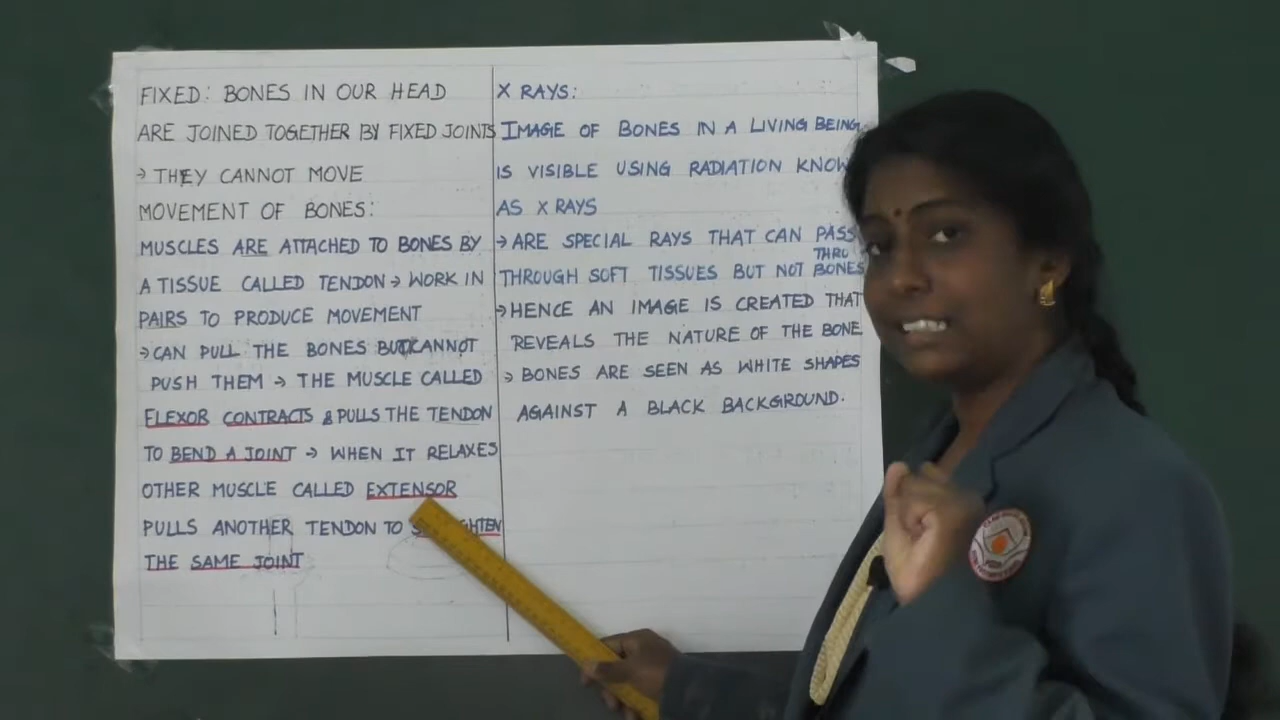 FIXED: BONES IN OUR HEAD
ARE JOINED TOGETHER BY FIXED JOINTS
→ THEY CANNOT MOVE
MOVEMENT OF BONES:
MUSCLES ARE ATTACHED TO BONES BY
A TISSUE CALLED TENDON → WORK IN
PAIRS TO PRODUCE MOVEMENT
→ CAN PULL THE BONES BUT CANNOT
PUSH THEM → THE MUSCLE CALLED
FLEXOR CONTRACTS & PULLS THE TENDON
TO BEND A JOINT → WHEN IT RELAXES
OTHER MUSCLE CALLED EXTENSOR
PULLS ANOTHER TENDON TO
THE SAME JOINT
X RAYS:
IMAGE OF BONES IN A LIVING BEING
IS VISIBLE USING RADIATION KNOW
AS X RAYS
→ ARE SPECIAL RAYS THAT CAN PASS
THROUGH SOFT TISSUES BUT NOT THRU BONES
→ HENCE AN IMAGE IS CREATED THAT
REVEALS THE NATURE OF THE BONE
→ BONES ARE SEEN AS WHITE SHAPES
AGAINST A BLACK BACKGROUND.